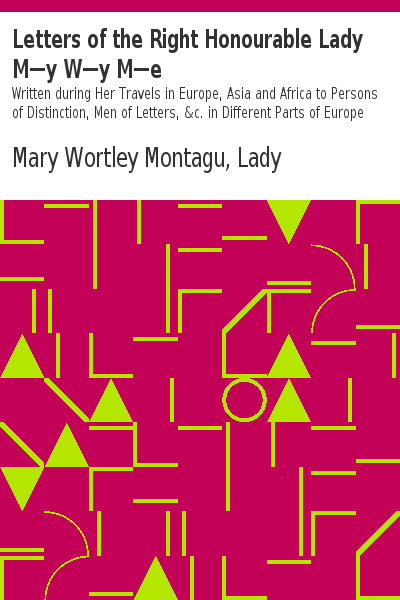 Letters of the Right Honourable Lady
M—y W—y M—e
Written during Her Travels in Europe, Asia and Africa to Persons
of Distinction, Men of Letters, &c. in Different Parts of Europe
Mary Wortley Montagu, Lady